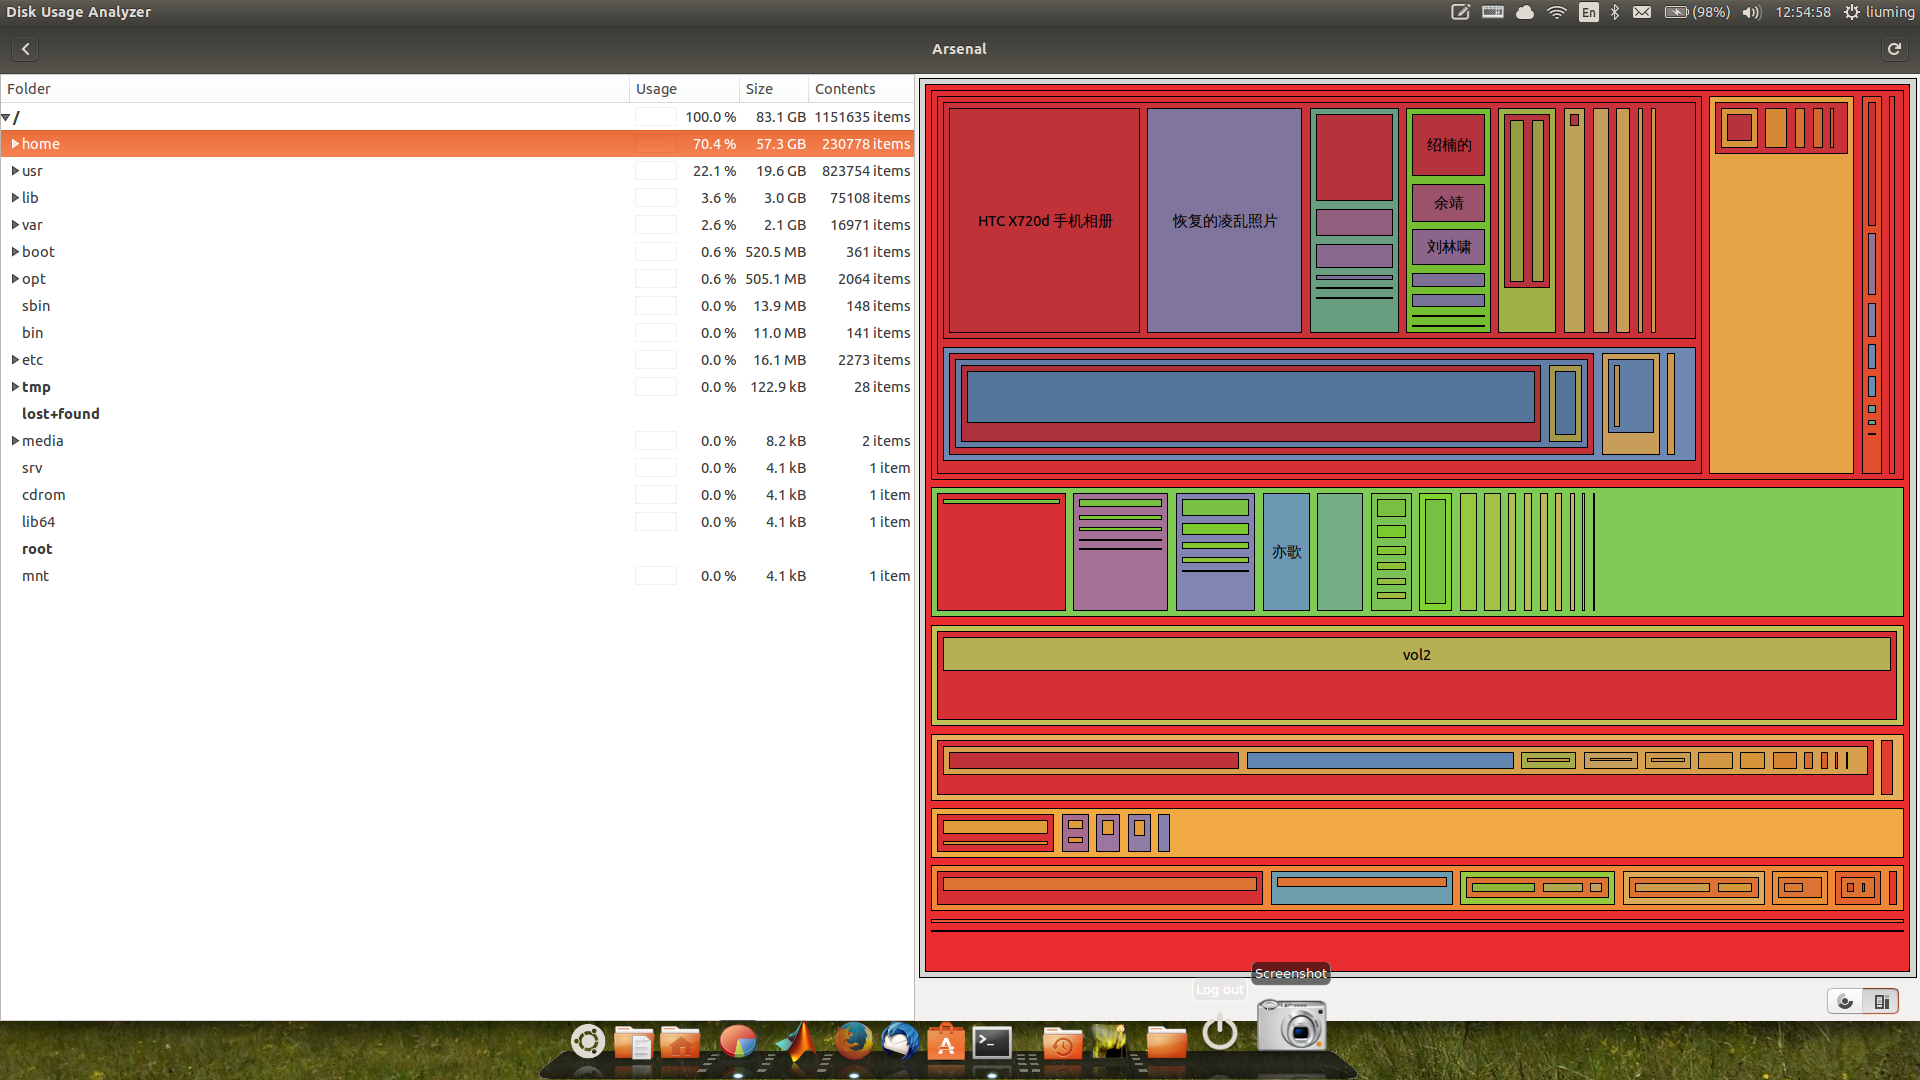 Disk Usage Analyzer
En (98%) 12:54:58 liuming
Arsenal
Folder Usage Size Contents
/ 100.0 % 83.1 GB 1151635 items
home 70.4 % 57.3 GB 230778 items
usr 22.1 % 19.6 GB 823754 items
lib 3.6 % 3.0 GB 75108 items
var 2.6 % 2.1 GB 16971 items
boot 0.6 % 520.5 MB 361 items
opt 0.6 % 505.1 MB 2064 items
sbin 0.0 % 13.9 MB 148 items
bin 0.0 % 11.0 MB 141 items
etc 0.0 % 16.1 MB 2273 items
tmp 0.0 % 122.9 kB 28 items
lost+found
media 0.0 % 8.2 kB 2 items
srv 0.0 % 4.1 kB 1 item
cdrom 0.0 % 4.1 kB 1 item
lib64 0.0 % 4.1 kB 1 item
root
mnt 0.0 % 4.1 kB 1 item
HTC X720d 手机相册
恢复的凌乱照片
绍楠的
余靖
刘林啸
亦歌
vol2
Screenshot
Log out